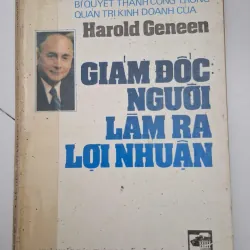 BÍ QUYẾT THÀNH CÔNG TRONG
QUẢN TRỊ KINH DOANH CỦA
Harold Geneen
GIÁM ĐỐC
NGƯỜI
LÀM RA
LỢI NHUẬN